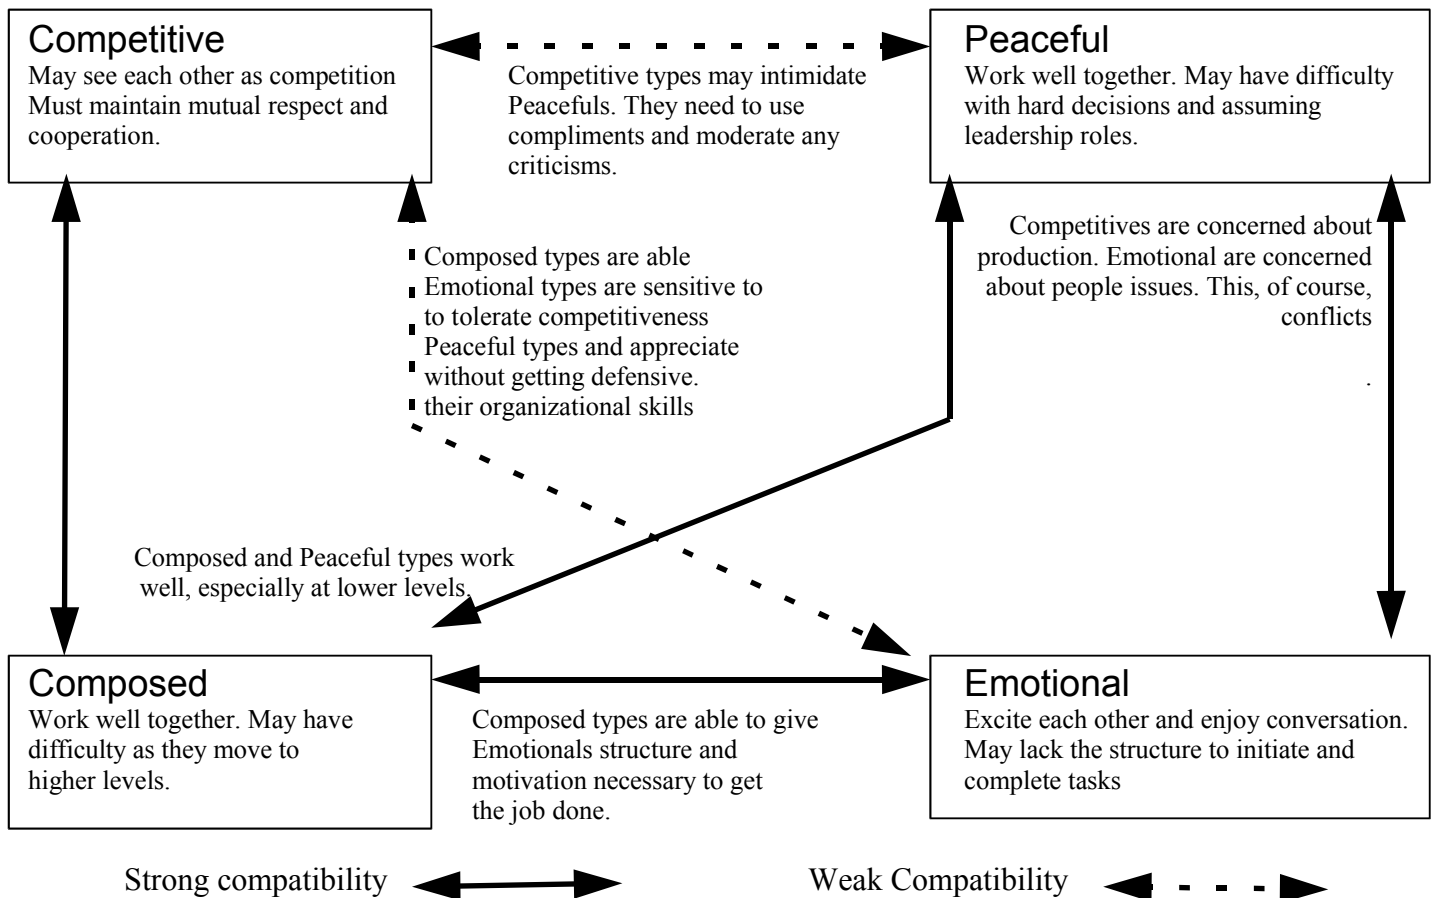 Competitive
May see each other as competition
Must maintain mutual respect and
cooperation.
Competitive types may intimidate
Peacefuls. They need to use
compliments and moderate any
criticisms.
Peaceful
Work well together. May have difficulty
with hard decisions and assuming
leadership roles.
Composed types are able
Emotional types are sensitive to
to tolerate competitiveness
Peaceful types and appreciate
without getting defensive.
their organizational skills
Competitives are concerned about
production. Emotional are concerned
about people issues. This, of course,
conflicts
.
Composed and Peaceful types work
well, especially at lower levels.
Composed
Work well together. May have
difficulty as they move to
higher levels.
Composed types are able to give
Emotionals structure and
motivation necessary to get
the job done.
Emotional
Excite each other and enjoy conversation.
May lack the structure to initiate and
complete tasks
Strong compatibility
Weak Compatibility